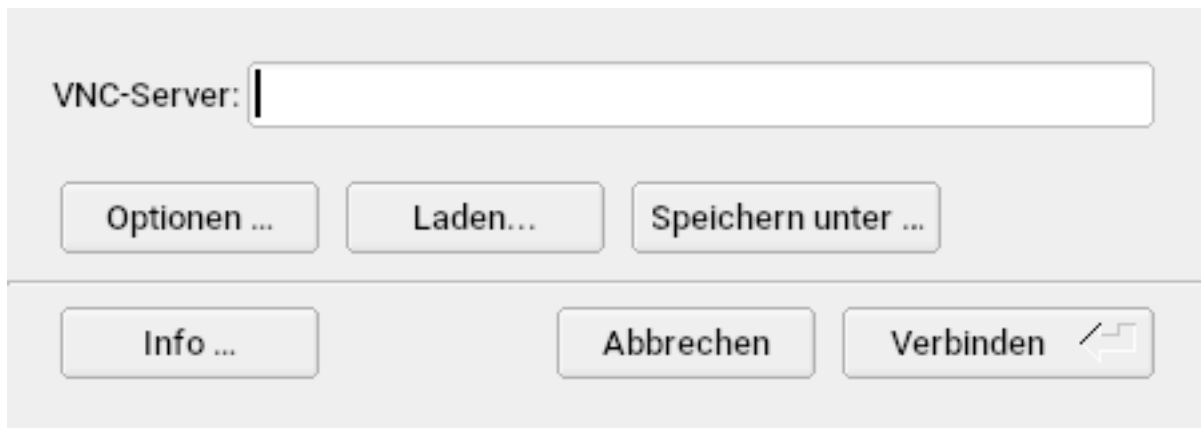 VNC-Server:
Optionen ... Laden... Speichern unter ...
Info ... Abbrechen Verbinden